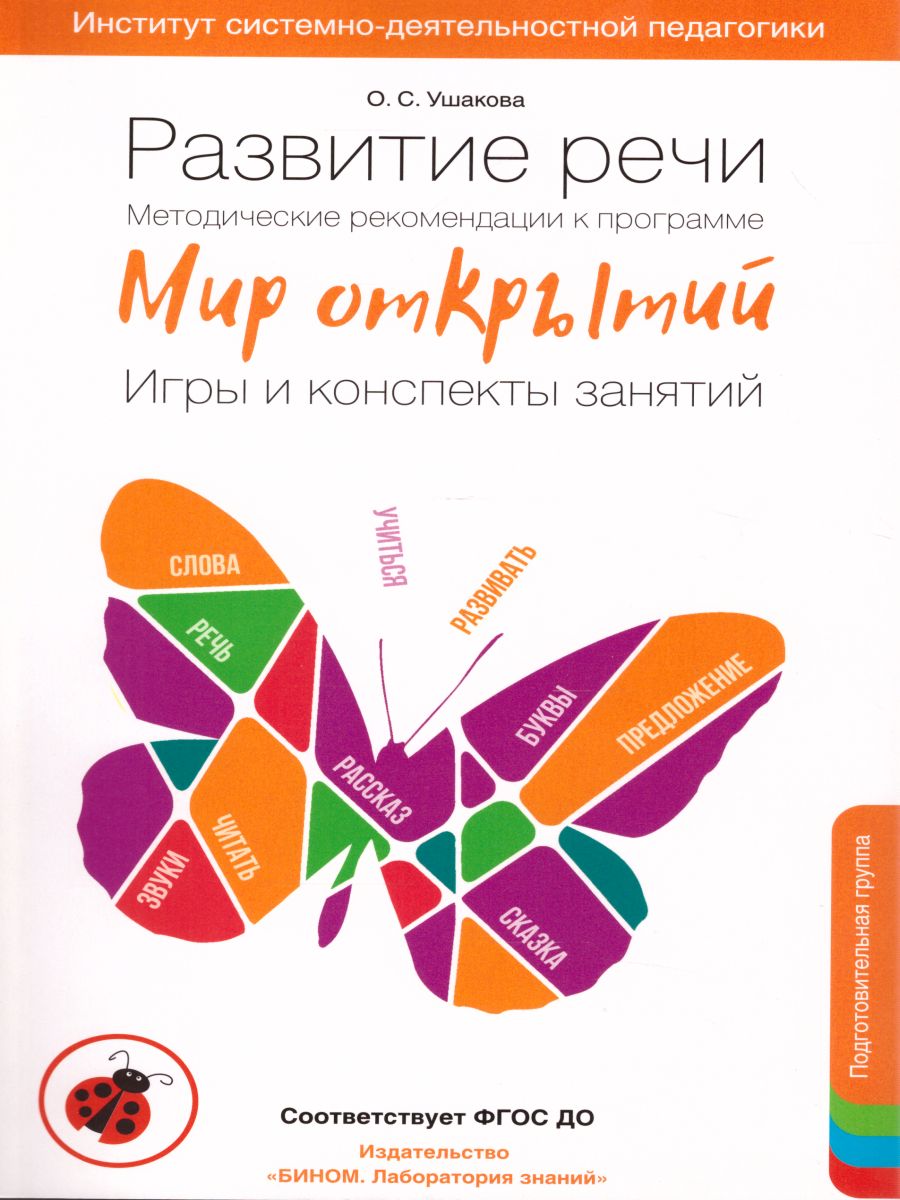 Институт системно-деятельностной педагогики
О. С. Ушакова
Развитие речи
Методические рекомендации к программе
Мир открытий
Игры и конспекты занятий
УЧИТЬСЯ
РАЗВИВАТЬ
СЛОВА
РЕЧЬ
БУКВЫ
ПРЕДЛОЖЕНИЕ
РАССКАЗ
ЧИТАТЬ
ЗВУКИ
СКАЗКА
Подготовительная группа
Соответствует ФГОС ДО
Издательство
«БИНОМ. Лаборатория знаний»